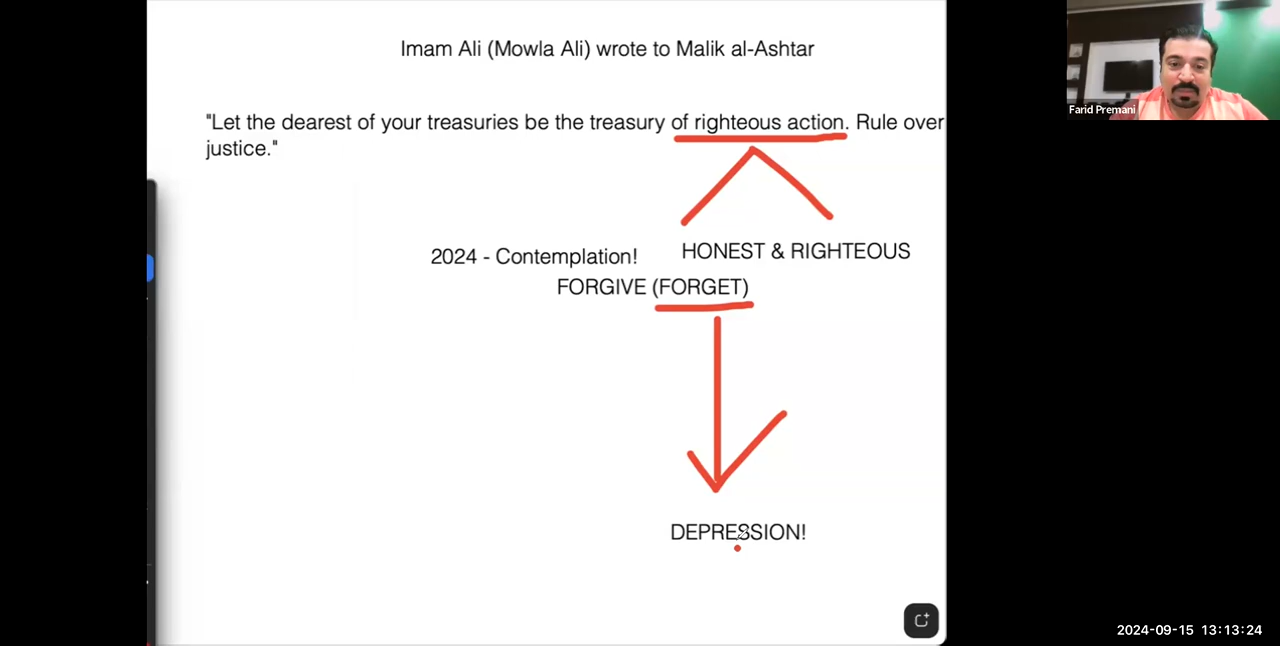 Imam Ali (Mowla Ali) wrote to Malik al-Ashtar
Farid Premani
"Let the dearest of your treasuries be the treasury of righteous action. Rule over
justice."
2024 - Contemplation!
HONEST & RIGHTEOUS
FORGIVE (FORGET)
DEPRESSION!
2024-09-15 13:13:24